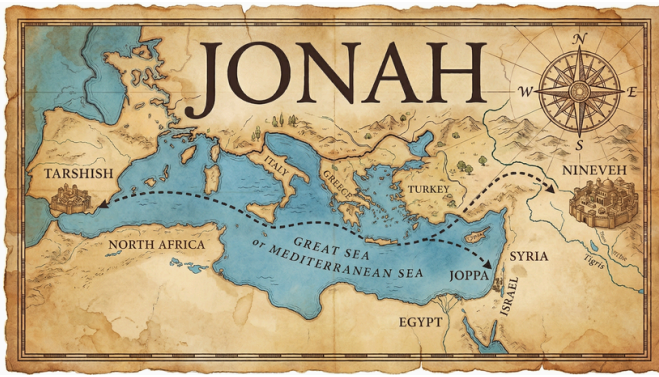 JONAH
N
W E
S
TARSHISH
ITALY
GREECE
TURKEY
NINEVEH
NORTH AFRICA
GREAT SEA
or MEDITERRANEAN SEA
JOPPA
SYRIA
ISRAEL
Tigris
EGYPT